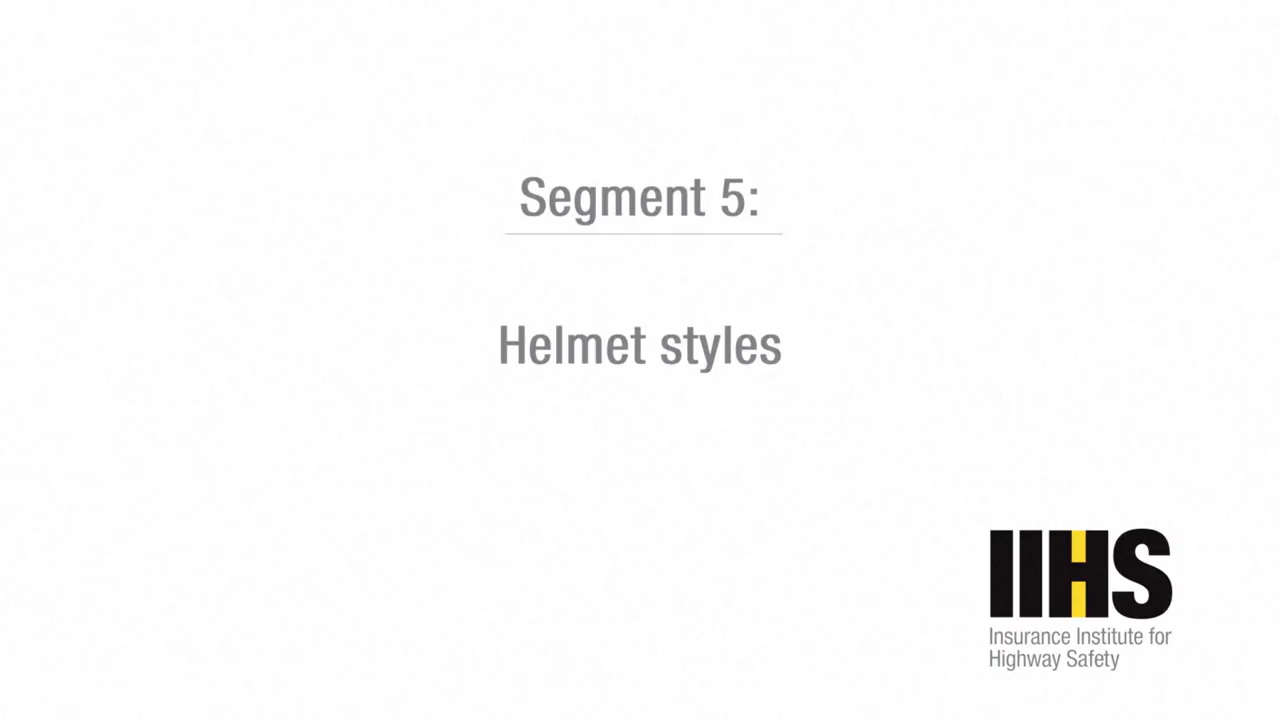 Segment 5:
Helmet styles
IIHS
Insurance Institute for
Highway Safety